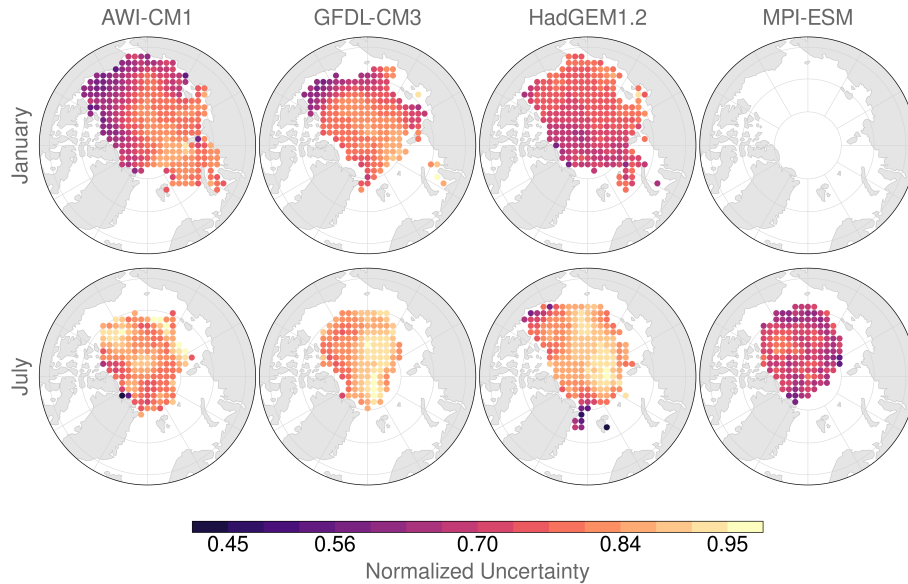 AWI-CM1 GFDL-CM3 HadGEM1.2 MPI-ESM
January
July
0.45 0.56 0.70 0.84 0.95
Normalized Uncertainty